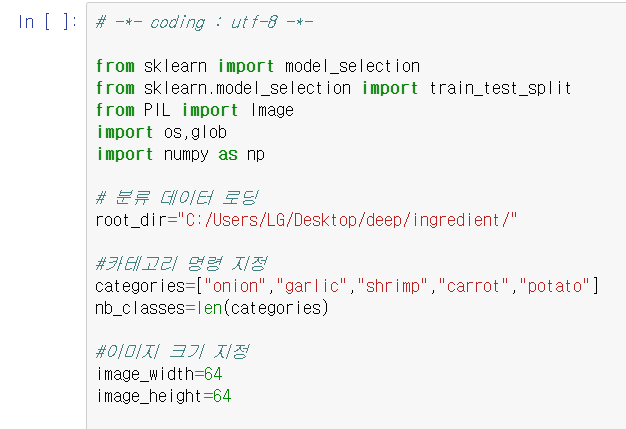 In [ ]: # -*- coding : utf-8 -*-
from sklearn import model_selection
from sklearn.model_selection import train_test_split
from PIL import Image
import os,glob
import numpy as np
# 분류 데이터 로딩
root_dir="C:/Users/LG/Desktop/deep/ingredient/"
#카테고리 명령 지정
categories=["onion","garlic","shrimp","carrot","potato"]
nb_classes=len(categories)
#이미지 크기 지정
image_width=64
image_height=64